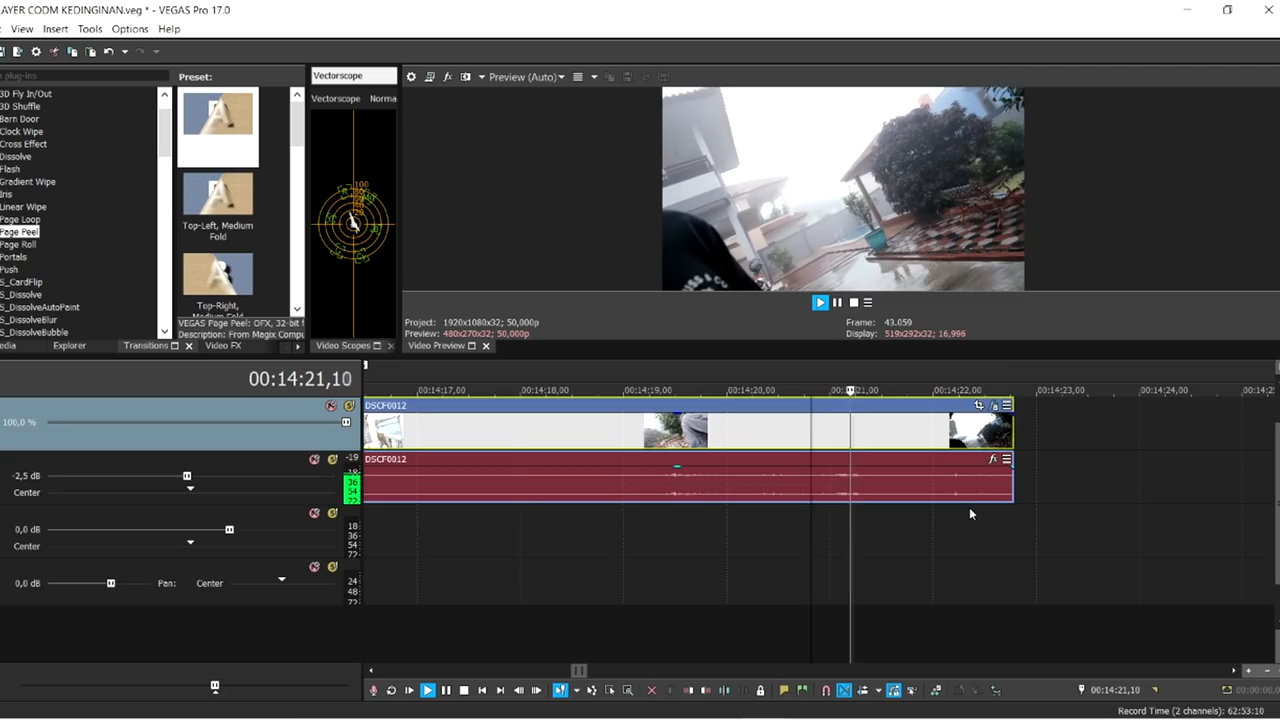 AYER CODM KEDINGINAN.veg * - VEGAS Pro 17.0
View Insert Tools Options Help
plug-ins
Preset:
Vectorscope
Preview (Auto)
3D Fly In/Out
3D Shuffle
Barn Door
Clock Wipe
Cross Effect
Dissolve
Flash
Gradient Wipe
Iris
Linear Wipe
Page Loop
Page Peel
Page Roll
Portals
Push
S_CardFlip
S_Dissolve
S_DissolveAutoPaint
S_DissolveBlur
S_DissolveBubble
Top-Left, Medium
Fold
Top-Right,
Medium Fold
VEGAS Page Peel: OFX, 32-bit f
Description: From Magix Compu
Vectorscope Norma
100
Project: 1920x1080x32; 50,000p
Preview: 480x270x32; 50,000p
Frame: 43.059
Display: 519x292x32; 16,996
edia Explorer Transitions Video FX
Video Scopes
Video Preview
00:14:21,10
00:14:17,00 00:14:18,00 00:14:19,00 00:14:20,00 00:14:21,00 00:14:22,00 00:14:23,00 00:14:24,00 00:14:2
100,0 %
DSCF0012
-2,5 dB
Center
-19
18
36
54
72
DSCF0012
0,0 dB
Center
18
36
54
72
0,0 dB Pan: Center
24
48
72
00:14:21,10
00:00:00,0
Record Time (2 channels): 62:53:10